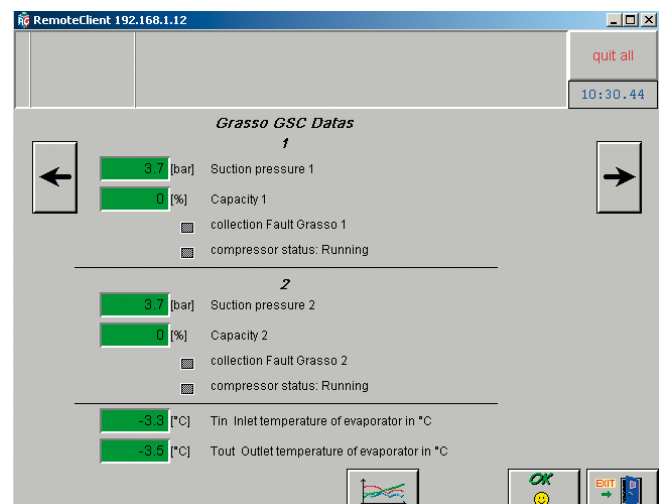 RemoteClient 192.168.1.12
quit all
10:30.44
Grasso GSC Datas
1
3.7 [bar] Suction pressure 1
0 [%] Capacity 1
collection Fault Grasso 1
compressor status: Running
2
3.7 [bar] Suction pressure 2
0 [%] Capacity 2
collection Fault Grasso 2
compressor status: Running
-3.3 [°C] Tin Inlet temperature of evaporator in °C
-3.5 [°C] Tout Outlet temperature of evaporator in °C
OK
EXIT